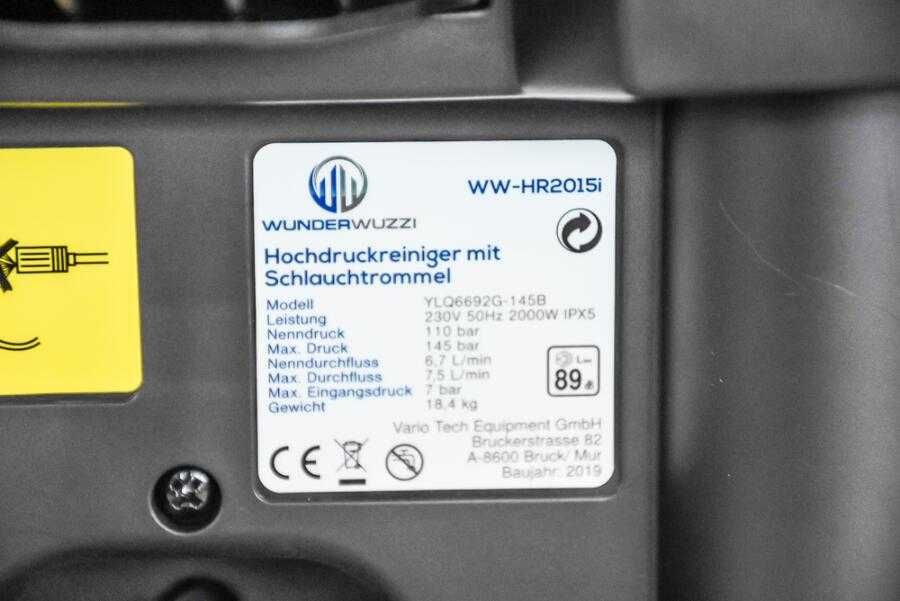 WUNDERWUZZI
WW-HR2015i
Hochdruckreiniger mit
Schlauchtrommel
Modell YLQ6692G-145B
Leistung 230V 50Hz 2000W IPX5
Nenndruck 110 bar
Max. Druck 145 bar
Nenndurchfluss 6,7 L/min
Max. Durchfluss 7,5 L/min
Max. Eingangsdruck 7 bar
Gewicht 18,4 kg
89
Vario Tech Equipment GmbH
Bruckerstrasse 82
A-8600 Bruck/ Mur
Baujahr: 2019
CE